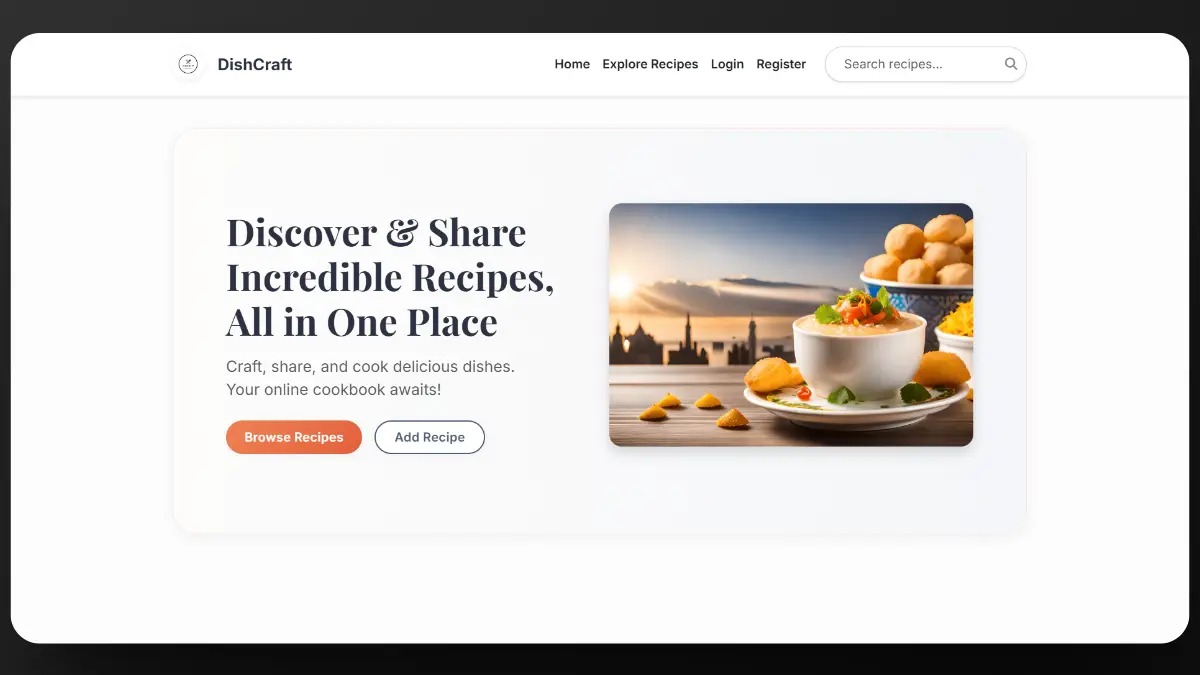 DishCraft
Home Explore Recipes Login Register Search recipes...
Discover & Share
Incredible Recipes,
All in One Place
Craft, share, and cook delicious dishes.
Your online cookbook awaits!
Browse Recipes Add Recipe